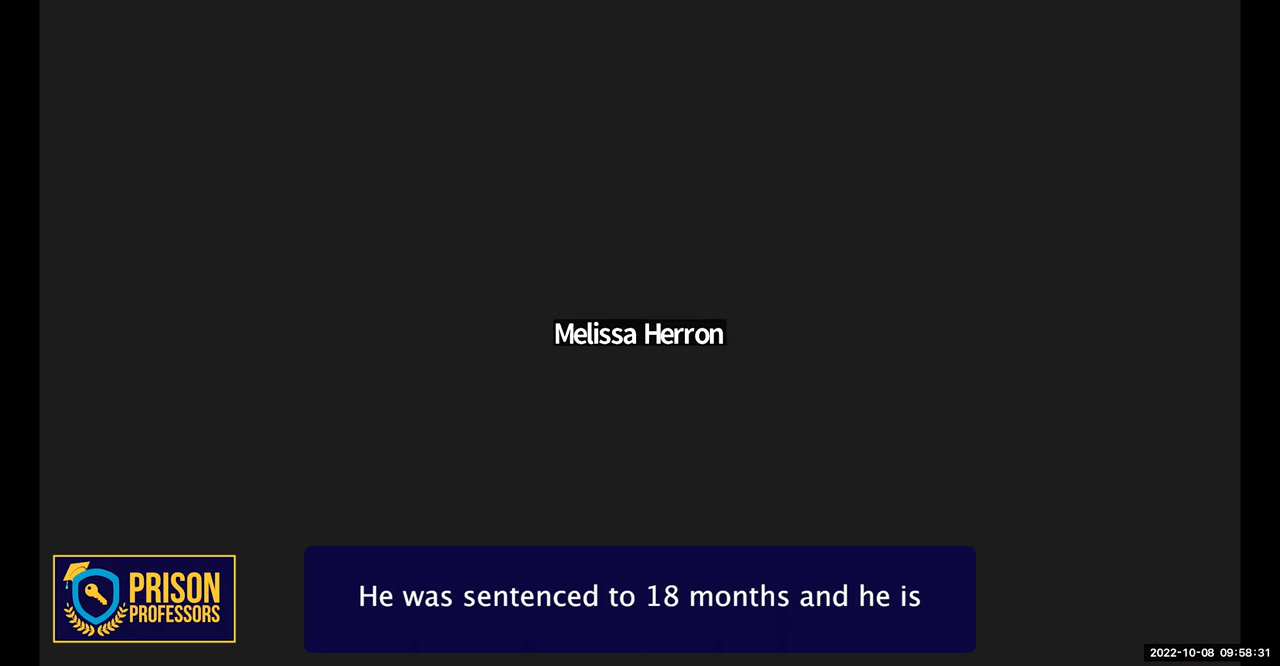 Melissa Herron
PRISON
PROFESSORS
He was sentenced to 18 months and he is
2022-10-08 09:58:31